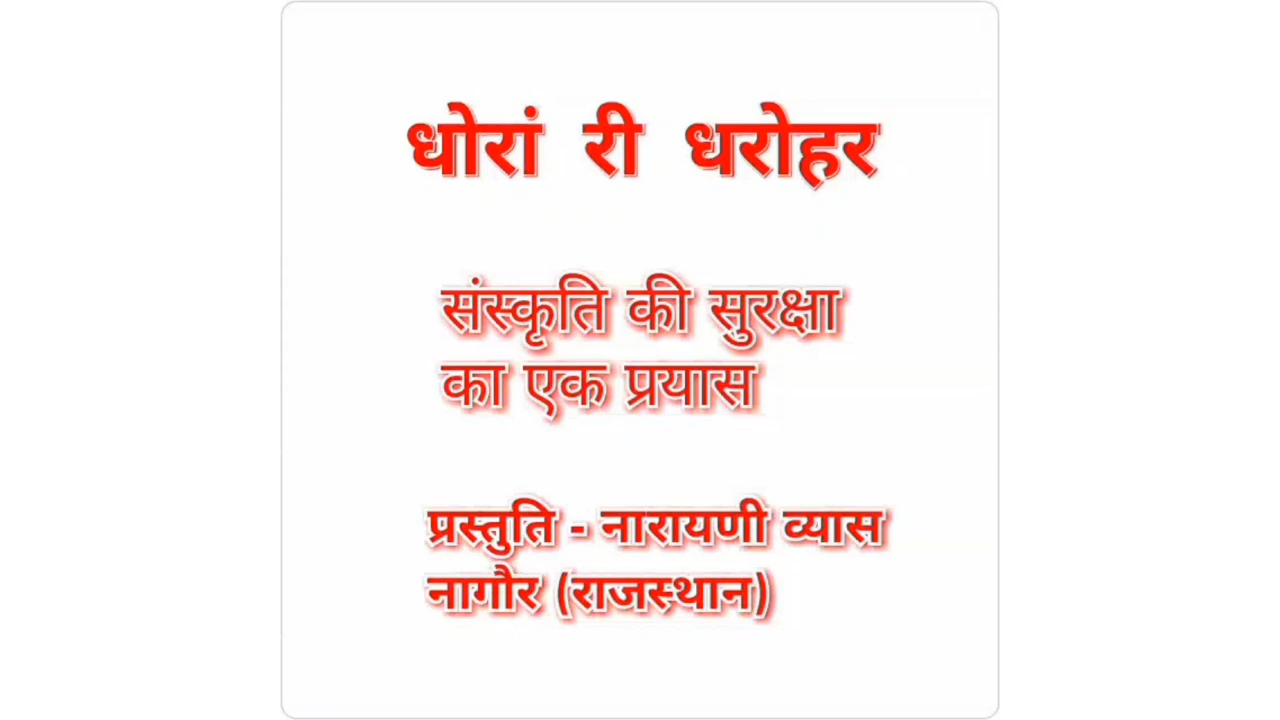 धोरां री धरोहर
संस्कृति की सुरक्षा
का एक प्रयास
प्रस्तुति - नारायणी व्यास
नागौर (राजस्थान)